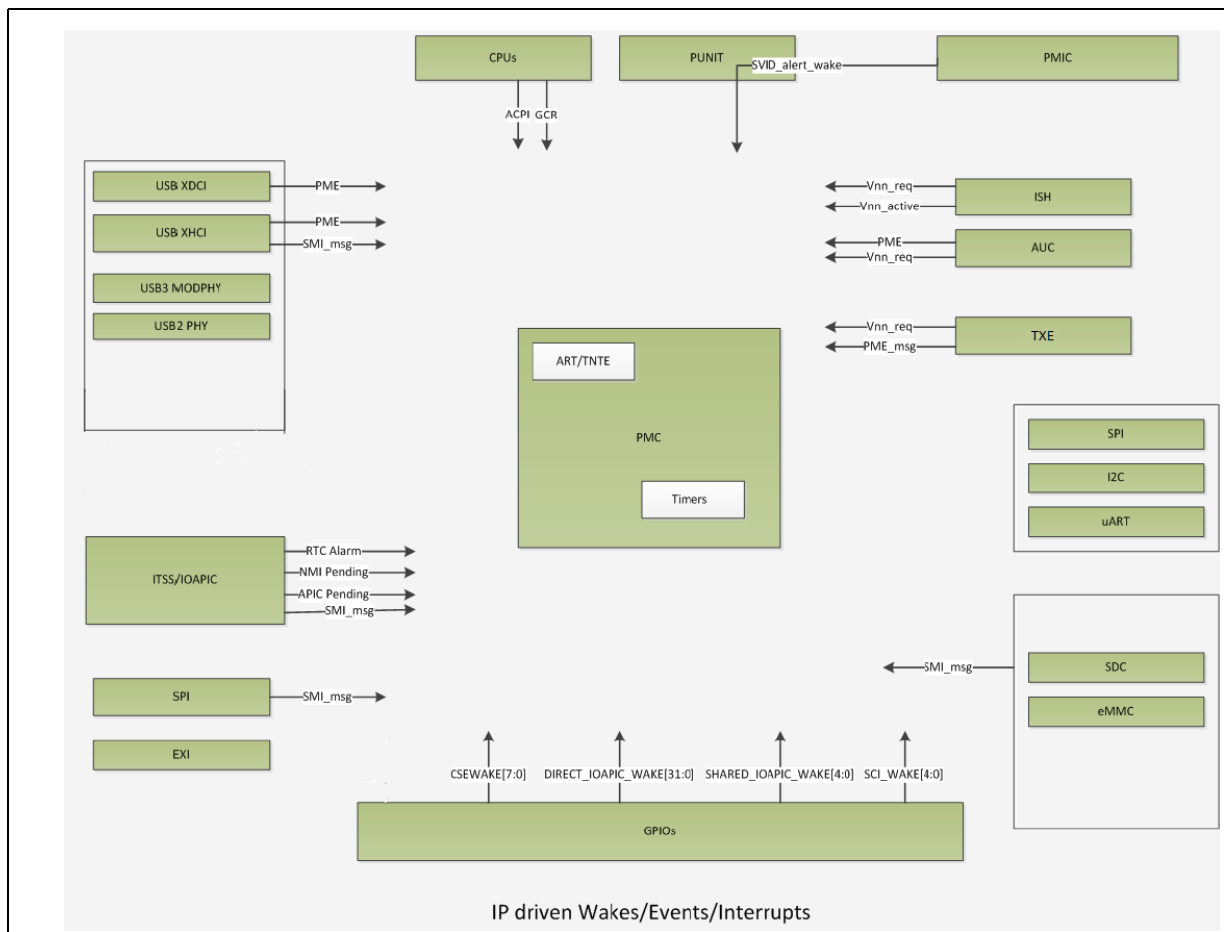 CPUs
PUNIT
PMIC
SVID_alert_wake
ACPI
GCR
USB XDCI
PME
USB XHCI
PME
SMI_msg
USB3 MODPHY
USB2 PHY
Vnn_req
Vnn_active
ISH
PME
Vnn_req
AUC
Vnn_req
PME_msg
TXE
ART/TNTE
PMC
Timers
SPI
I2C
uART
ITSS/IOAPIC
RTC Alarm
NMI Pending
APIC Pending
SMI_msg
SMI_msg
SDC
eMMC
SPI
SMI_msg
EXI
CSEWAKE[7:0]
DIRECT_IOAPIC_WAKE[31:0]
SHARED_IOAPIC_WAKE[4:0]
SCI_WAKE[4:0]
GPIOs
IP driven Wakes/Events/Interrupts